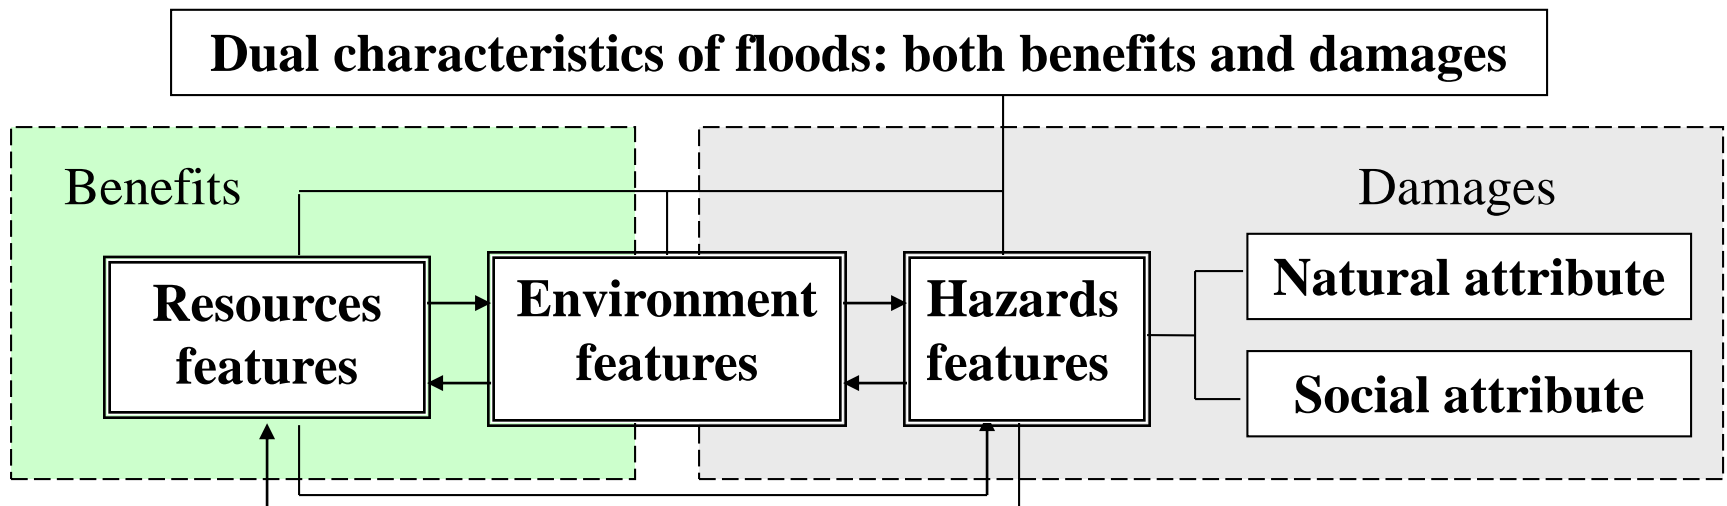 Dual characteristics of floods: both benefits and damages
Benefits
Damages
Resources
features
Environment
features
Hazards
features
Natural attribute
Social attribute